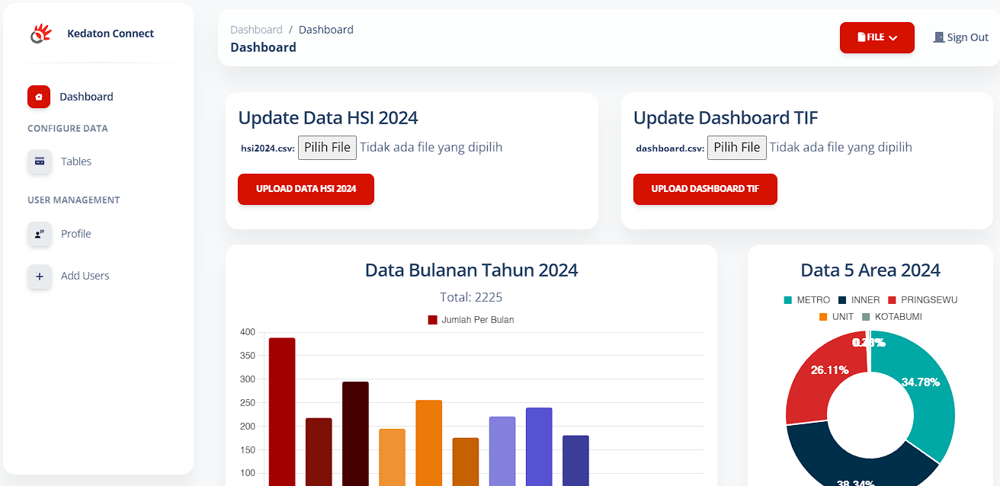 Kedaton Connect
Dashboard
CONFIGURE DATA
Tables
USER MANAGEMENT
Profile
Add Users
Dashboard / Dashboard
Dashboard
FILE
Sign Out
Update Data HSI 2024
hsi2024.csv: Pilih File Tidak ada file yang dipilih
UPLOAD DATA HSI 2024
Update Dashboard TIF
dashboard.csv: Pilih File Tidak ada file yang dipilih
UPLOAD DASHBOARD TIF
Data Bulanan Tahun 2024
Total: 2225
Jumlah Per Bulan
400
350
300
250
200
150
100
Data 5 Area 2024
METRO INNER PRINGSEWU
UNIT KOTABUMI
26.11%
34.78%
38.34%